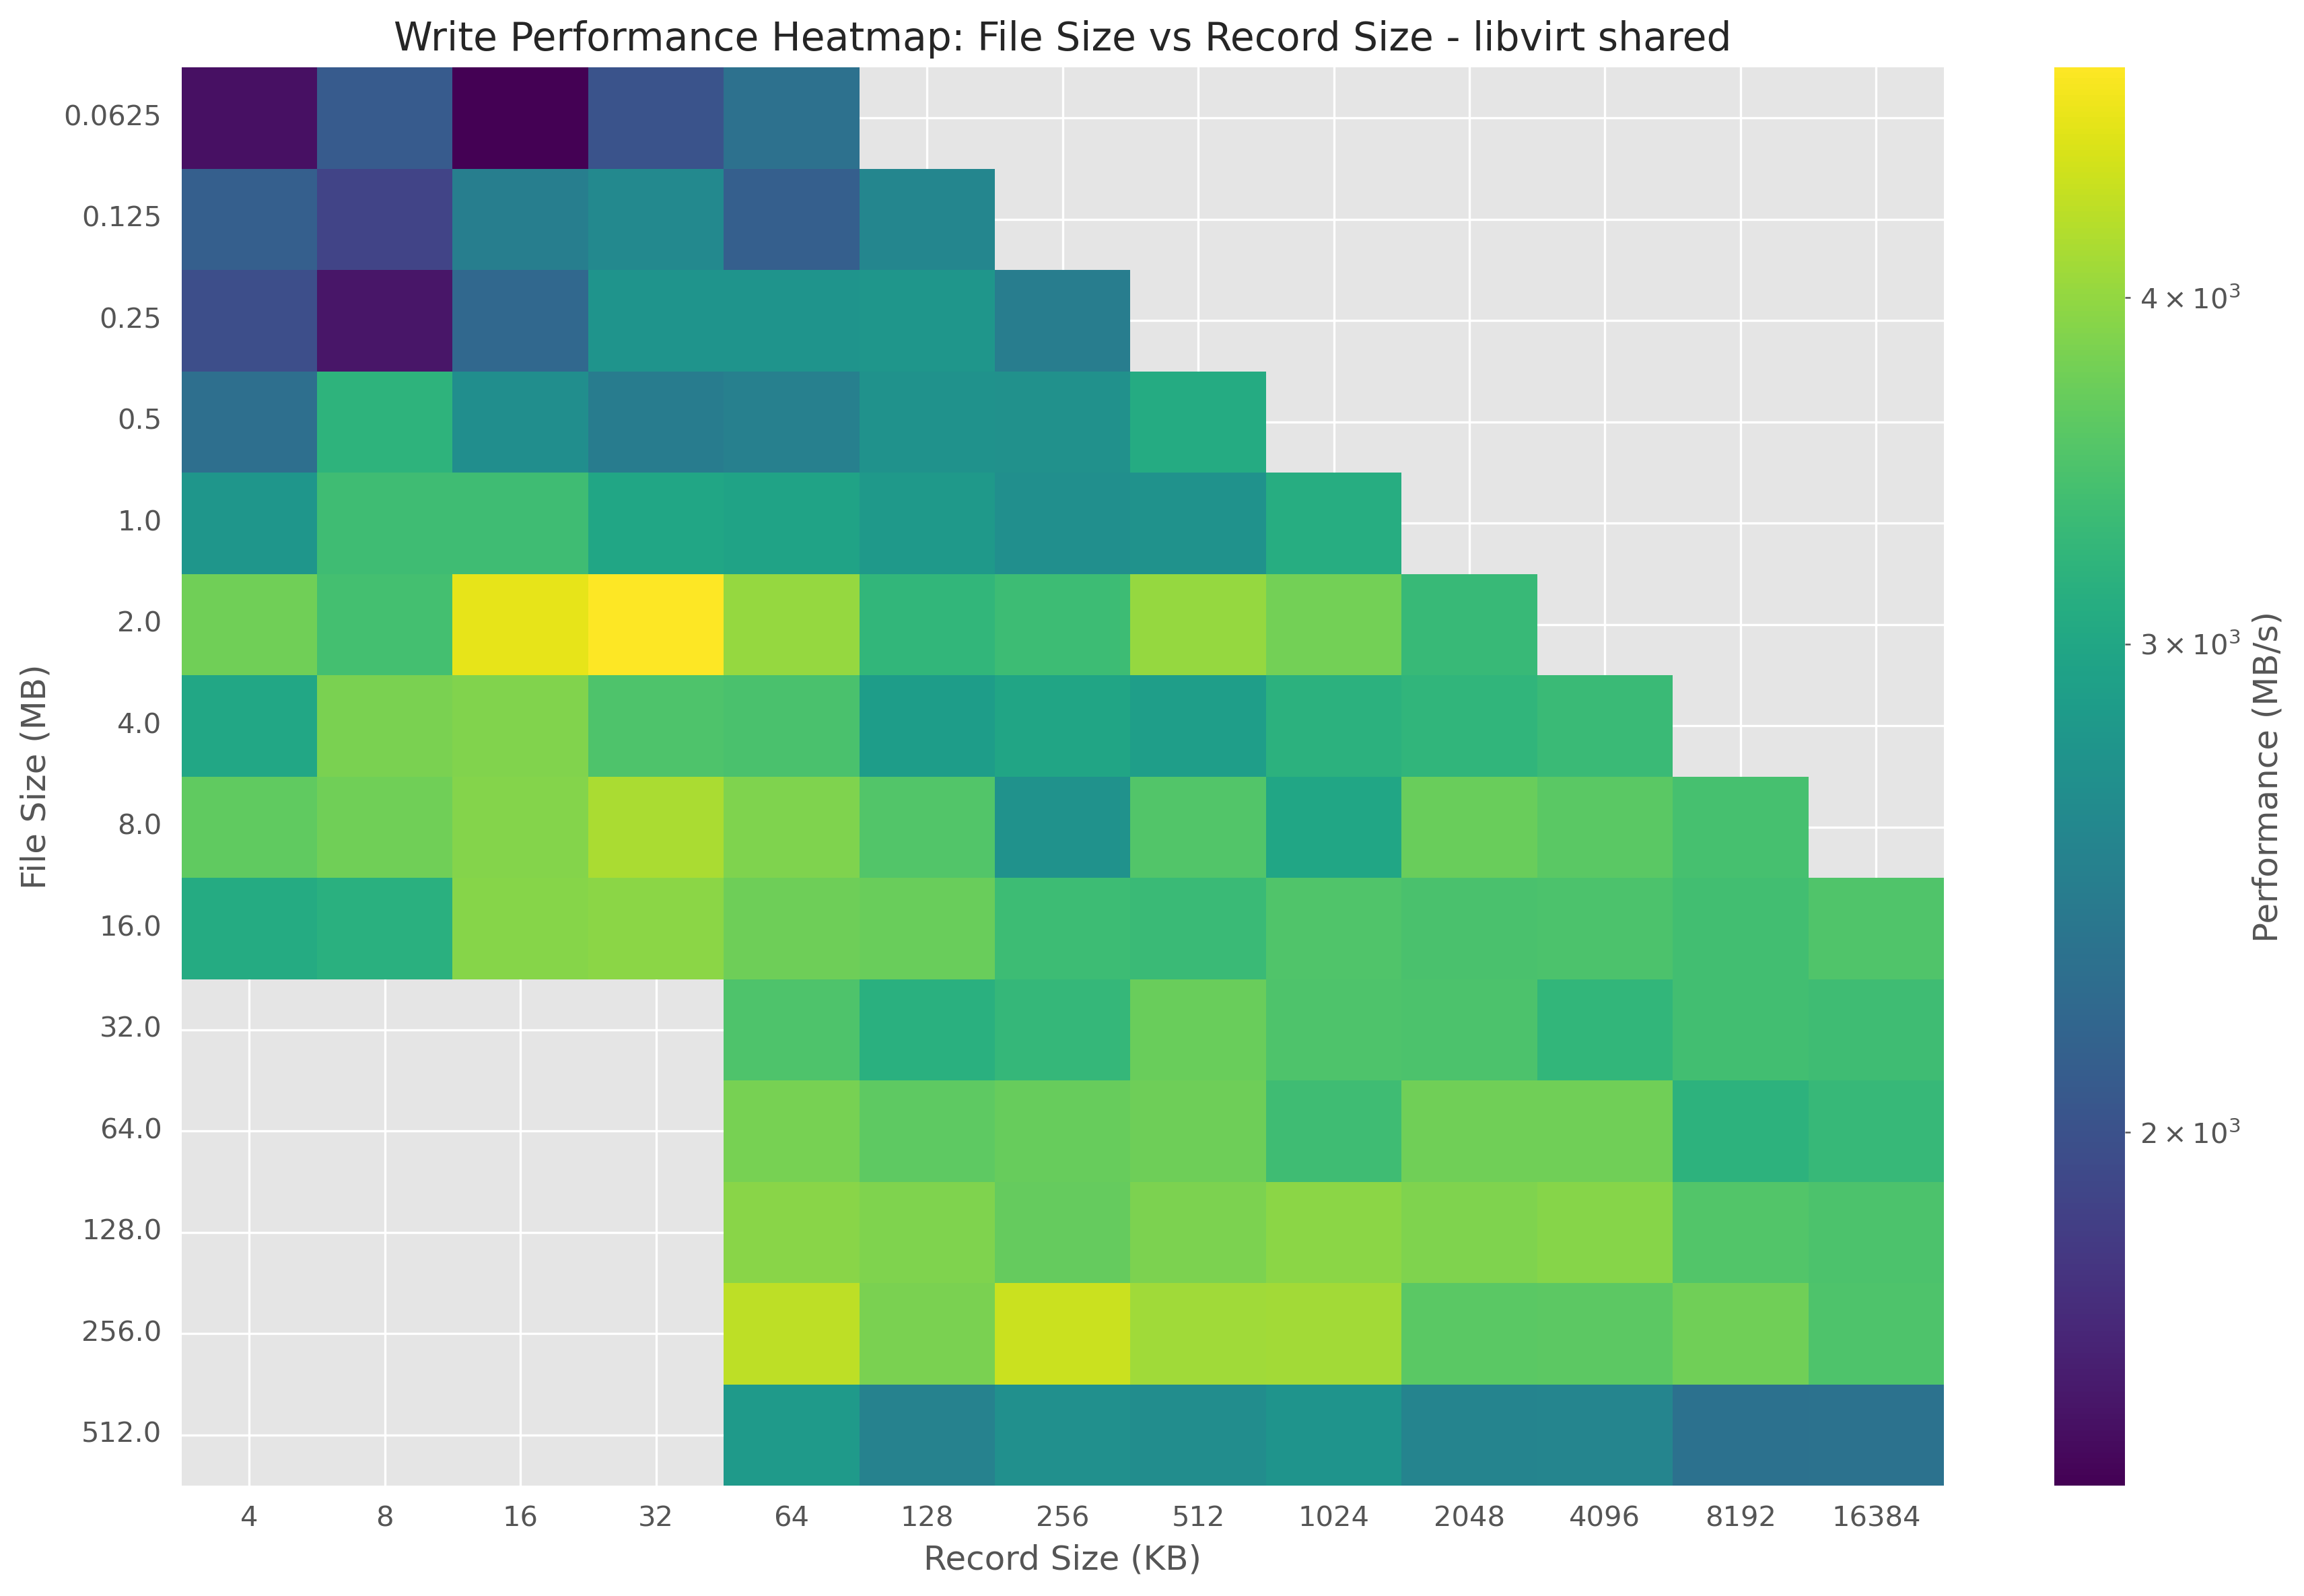 Write Performance Heatmap: File Size vs Record Size - libvirt shared
File Size (MB)
0.0625
0.125
0.25
0.5
1.0
2.0
4.0
8.0
16.0
32.0
64.0
128.0
256.0
512.0
4 8 16 32 64 128 256 512 1024 2048 4096 8192 16384
Record Size (KB)
4 × 10³
3 × 10³
2 × 10³
Performance (MB/s)